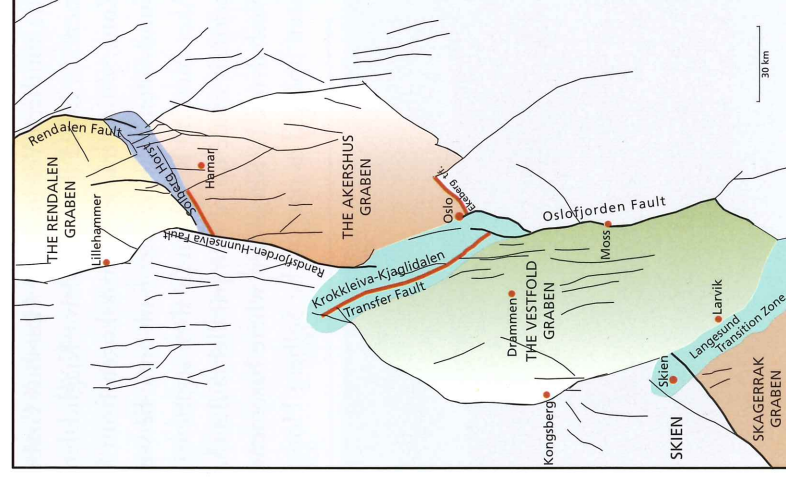 Rendalen Fault
THE RENDALEN
GRABEN
Lillehammer
Solberg Horst
Hamar
THE AKERSHUS
GRABEN
Randsfjorden-Hunnselva Fault
Krokkleiva-Kjaglidalen
Transfer Fault
Oslo
Ekeberg t.f.
Oslofjorden Fault
Moss
Drammen
THE VESTFOLD
GRABEN
Kongsberg
Larvik
Langesund
Transition Zone
Skien
SKIEN
SKAGERRAK
GRABEN
30 km